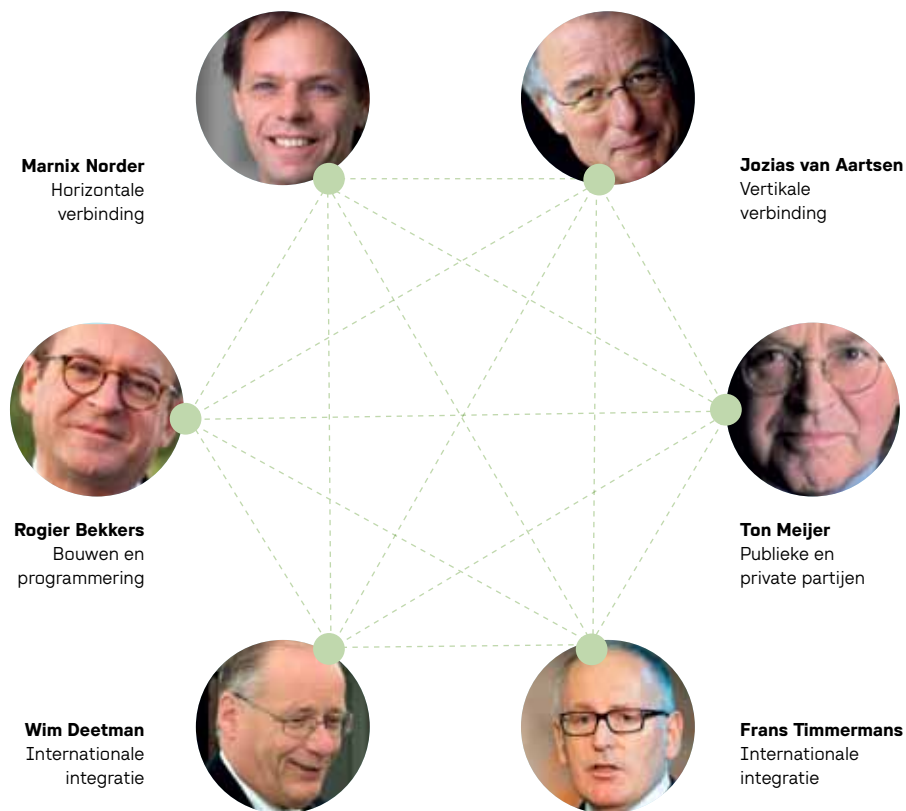 Marnix Norder
Horizontale
verbinding
Jozias van Aartsen
Vertikale
verbinding
Rogier Bekkers
Bouwen en
programmering
Ton Meijer
Publieke en
private partijen
Wim Deetman
Internationale
integratie
Frans Timmermans
Internationale
integratie